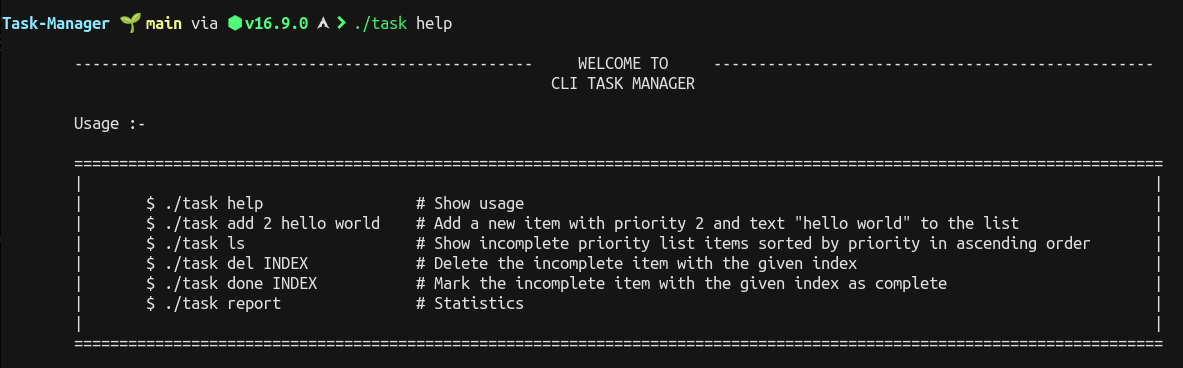 Task-Manager 🌱 main via ⬢ v16.9.0 ⮝ ❯ ./task help
--------------------------------------------------- WELCOME TO -------------------------------------------------
CLI TASK MANAGER
Usage :-
=========================================================================================================================
| |
| $ ./task help # Show usage |
| $ ./task add 2 hello world # Add a new item with priority 2 and text "hello world" to the list |
| $ ./task ls # Show incomplete priority list items sorted by priority in ascending order |
| $ ./task del INDEX # Delete the incomplete item with the given index |
| $ ./task done INDEX # Mark the incomplete item with the given index as complete |
| $ ./task report # Statistics |
| |
=========================================================================================================================